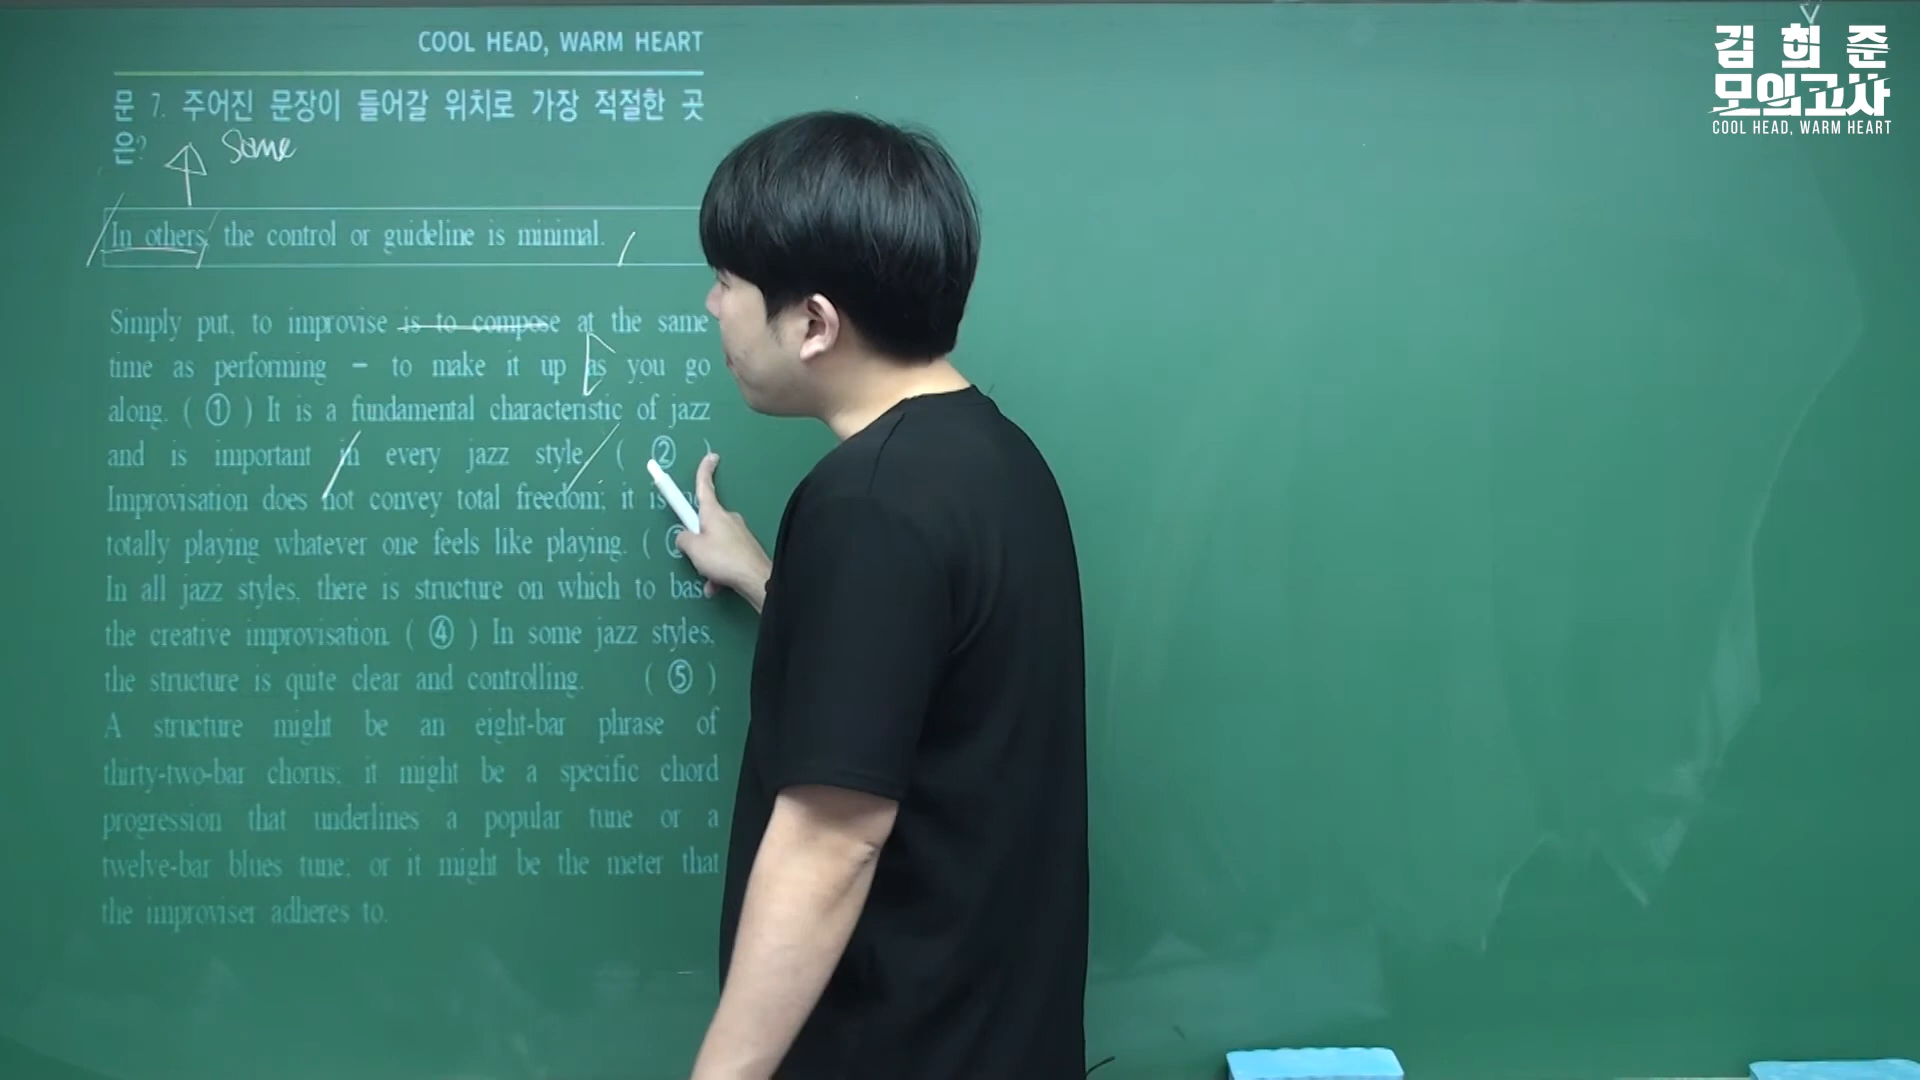 COOL HEAD, WARM HEART
문 7. 주어진 문장이 들어갈 위치로 가장 적절한 곳
은?
Some
In others, the control or guideline is minimal.
Simply put, to improvise is to compose at the same
time as performing – to make it up as you go
along. ( ① ) It is a fundamental characteristic of jazz
and is important in every jazz style. ( ② )
Improvisation does not convey total freedom; it is
totally playing whatever one feels like playing. (
In all jazz styles, there is structure on which to base
the creative improvisation. ( ④ ) In some jazz styles,
the structure is quite clear and controlling. ( ⑤ )
A structure might be an eight-bar phrase of
thirty-two-bar chorus; it might be a specific chord
progression that underlines a popular tune or a
twelve-bar blues tune; or it might be the meter that
the improviser adheres to.
김희준
모의고사
COOL HEAD, WARM HEART